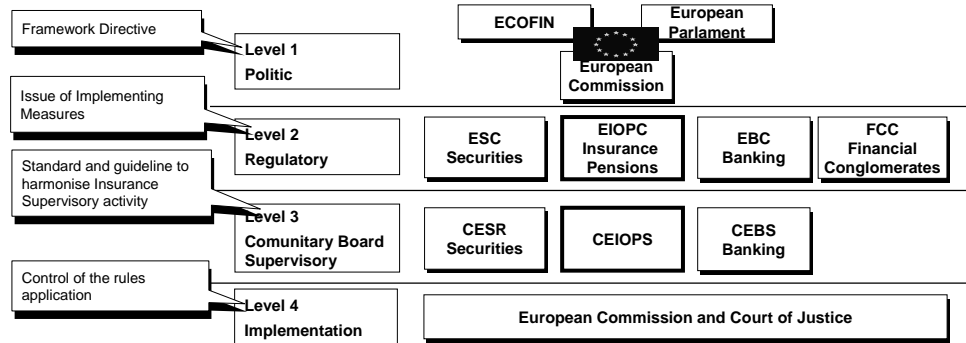 Framework Directive
Level 1
Politic
ECOFIN
European
Parlament
European
Commission
Issue of Implementing
Measures
Level 2
Regulatory
ESC
Securities
EIOPC
Insurance
Pensions
EBC
Banking
FCC
Financial
Conglomerates
Standard and guideline to
harmonise Insurance
Supervisory activity
Level 3
Comunitary Board
Supervisory
CESR
Securities
CEIOPS
CEBS
Banking
Control of the rules
application
Level 4
Implementation
European Commission and Court of Justice